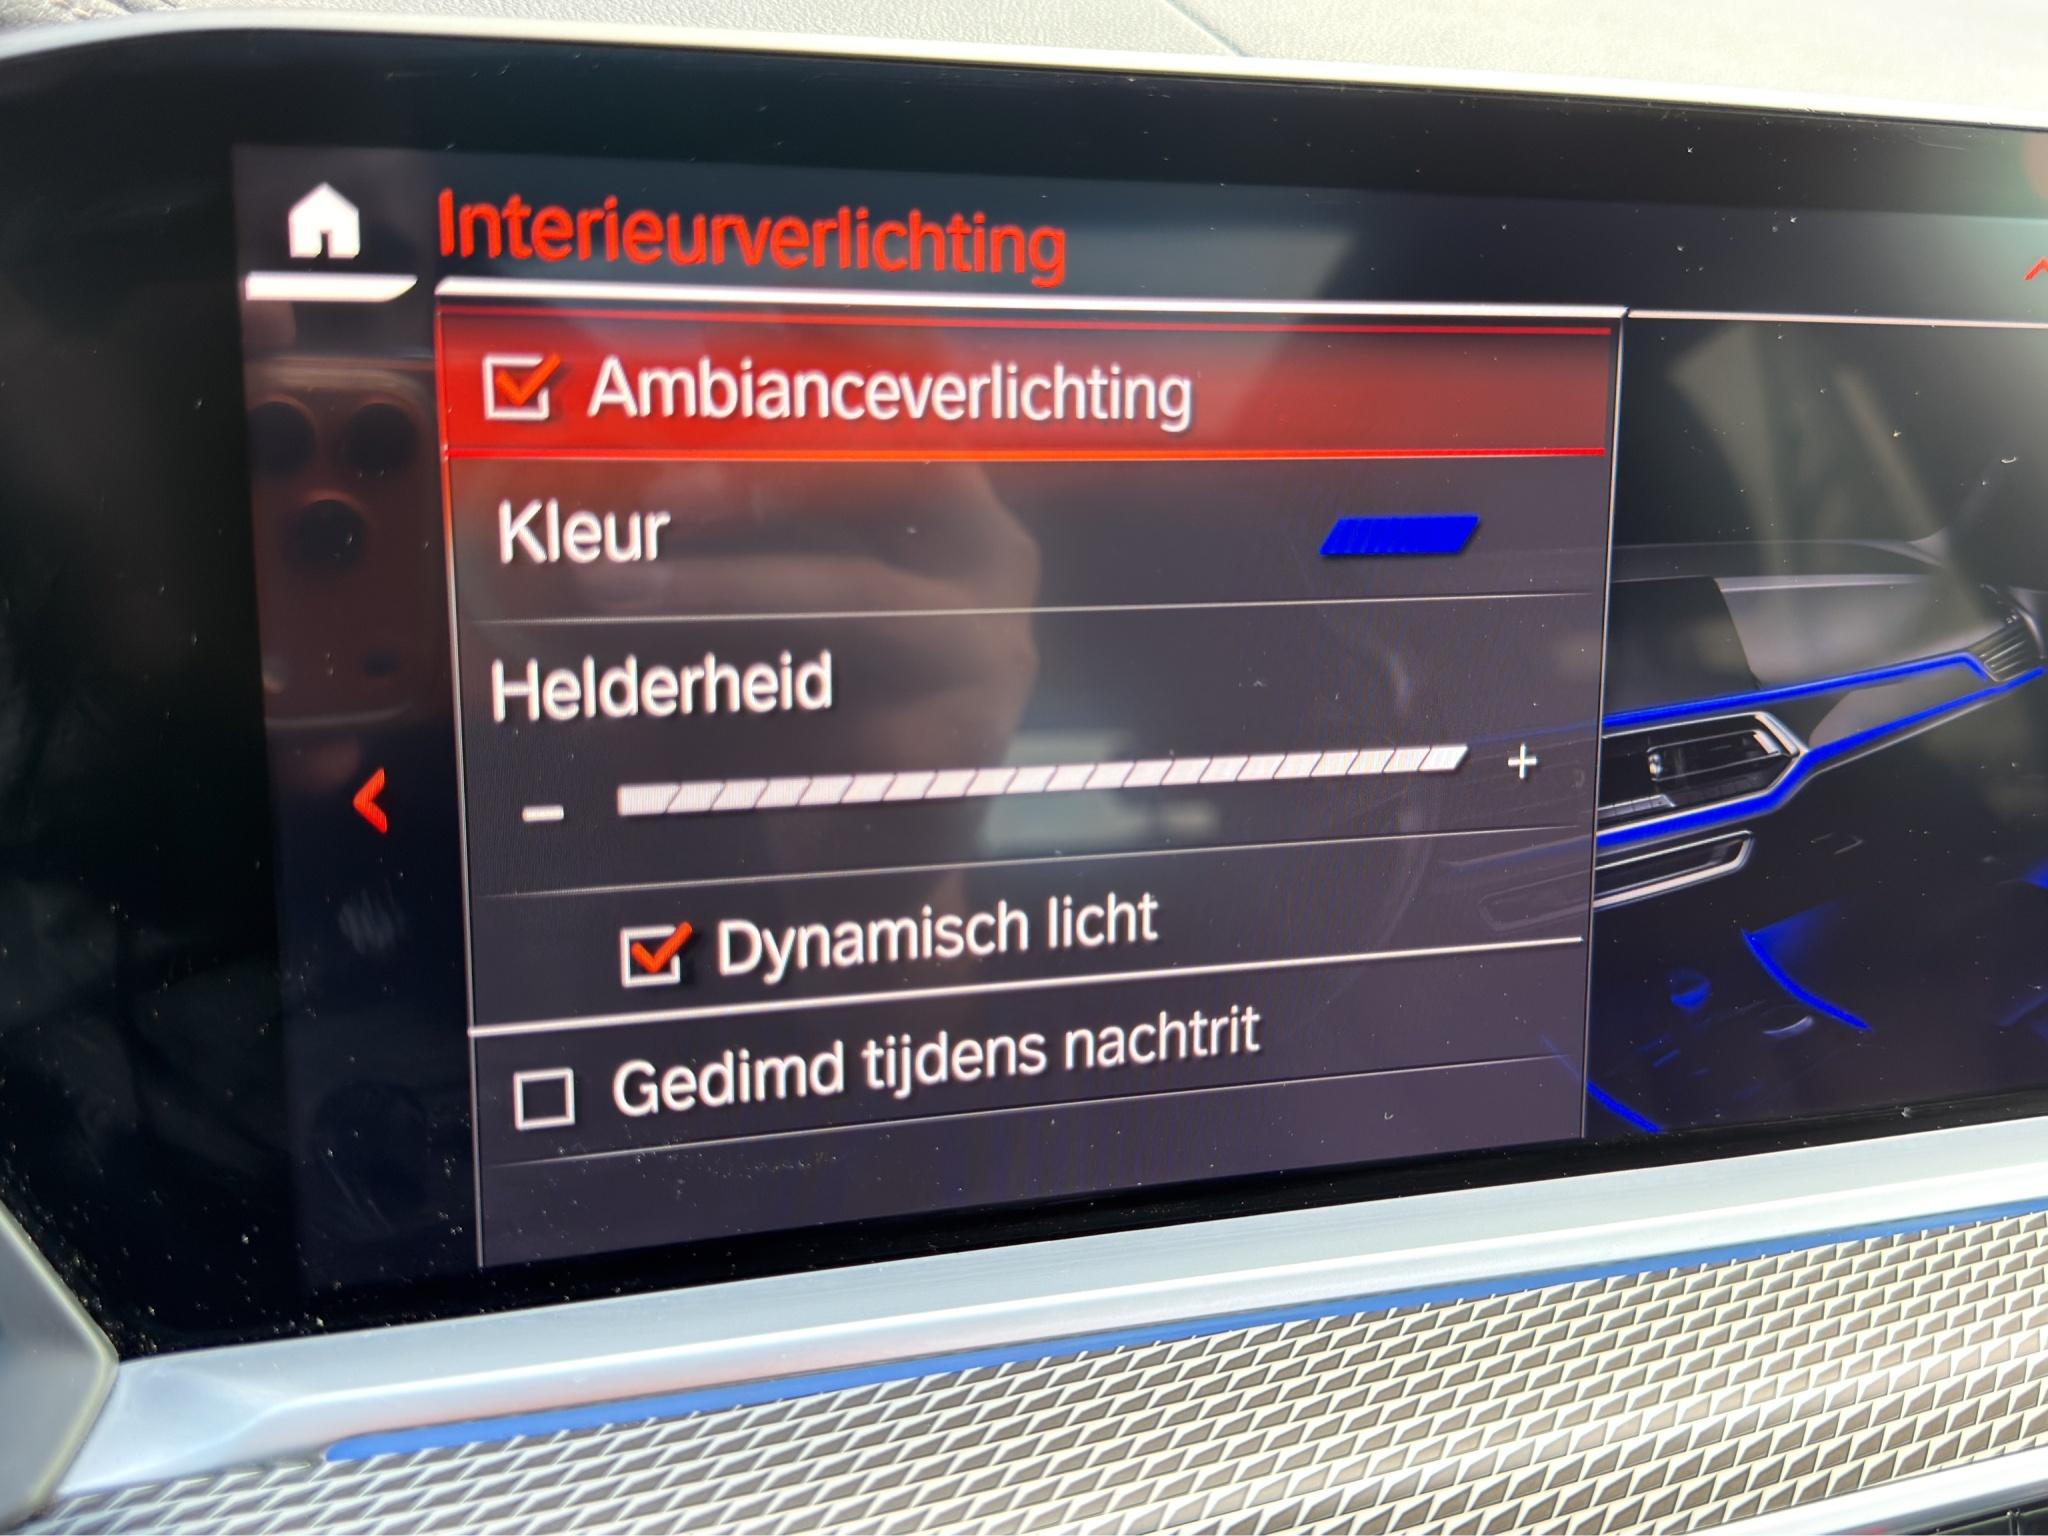 Interieurverlichting
Ambianceverlichting
Kleur
Helderheid
- +
Dynamisch licht
Gedimd tijdens nachtrit